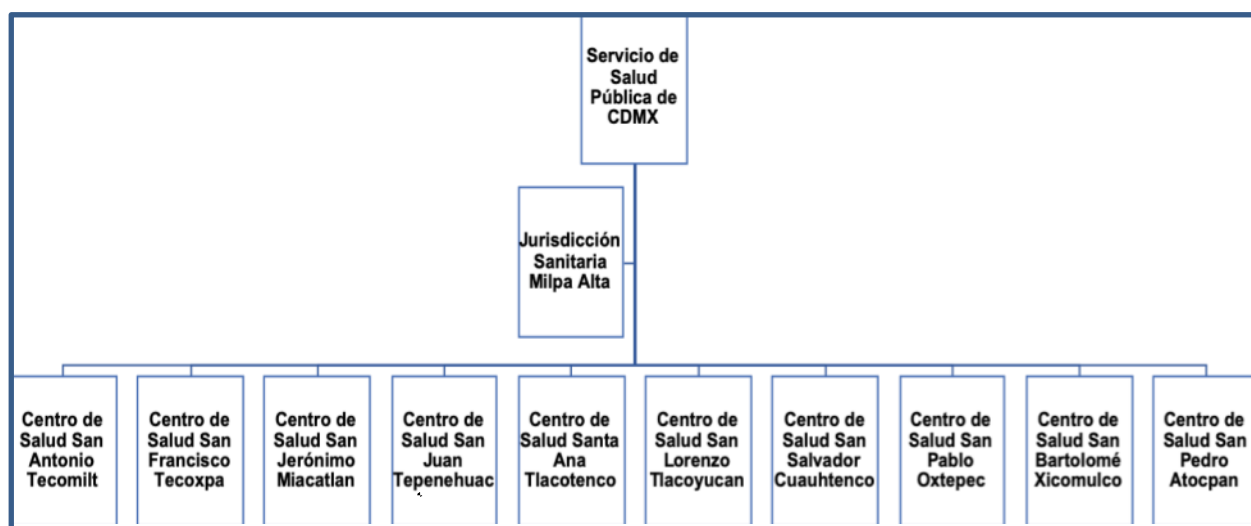 Servicio de
Salud
Pública de
CDMX
Jurisdicción
Sanitaria
Milpa Alta
Centro de
Salud San
Antonio
Tecomilt
Centro de
Salud San
Francisco
Tecoxpa
Centro de
Salud San
Jerónimo
Miacatlan
Centro de
Salud San
Juan
Tepenehuac
Centro de
Salud Santa
Ana
Tlacotenco
Centro de
Salud San
Lorenzo
Tlacoyucan
Centro de
Salud San
Salvador
Cuauhtenco
Centro de
Salud San
Pablo
Oxtepec
Centro de
Salud San
Bartolomé
Xicomulco
Centro de
Salud San
Pedro
Atocpan